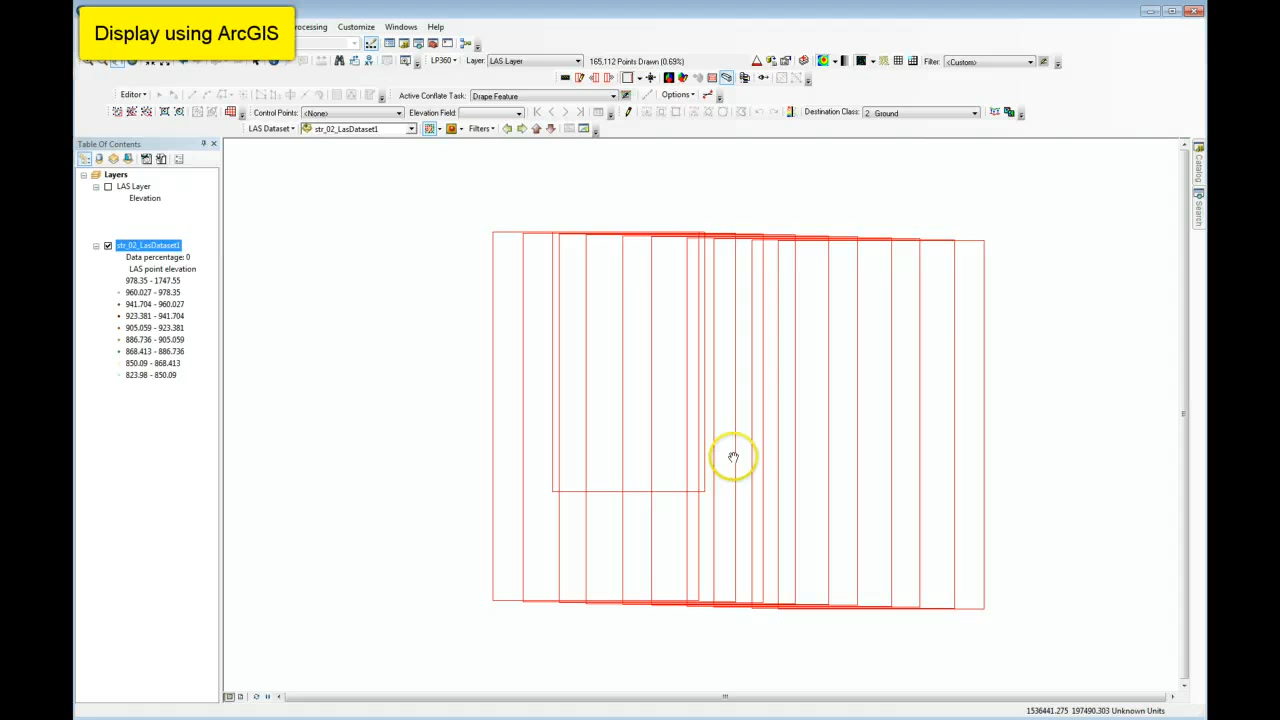 Display using ArcGIS
rocessing Customize Windows Help
LP360 Layer: LAS Layer 165,112 Points Drawn (0.69%) Filter: <Custom>
Editor Active Conflate Task: Drape Feature Options
Control Points: <None> Elevation Field: Destination Class: 2 Ground
LAS Dataset str_02_LasDataset1 Filters
Table Of Contents
Layers
LAS Layer
Elevation
str_02_LasDataset1
Data percentage: 0
LAS point elevation
978.35 - 1747.55
960.027 - 978.35
941.704 - 960.027
923.381 - 941.704
905.059 - 923.381
886.736 - 905.059
868.413 - 886.736
850.09 - 868.413
823.98 - 850.09
Catalog
Search
1536441.275 197490.303 Unknown Units